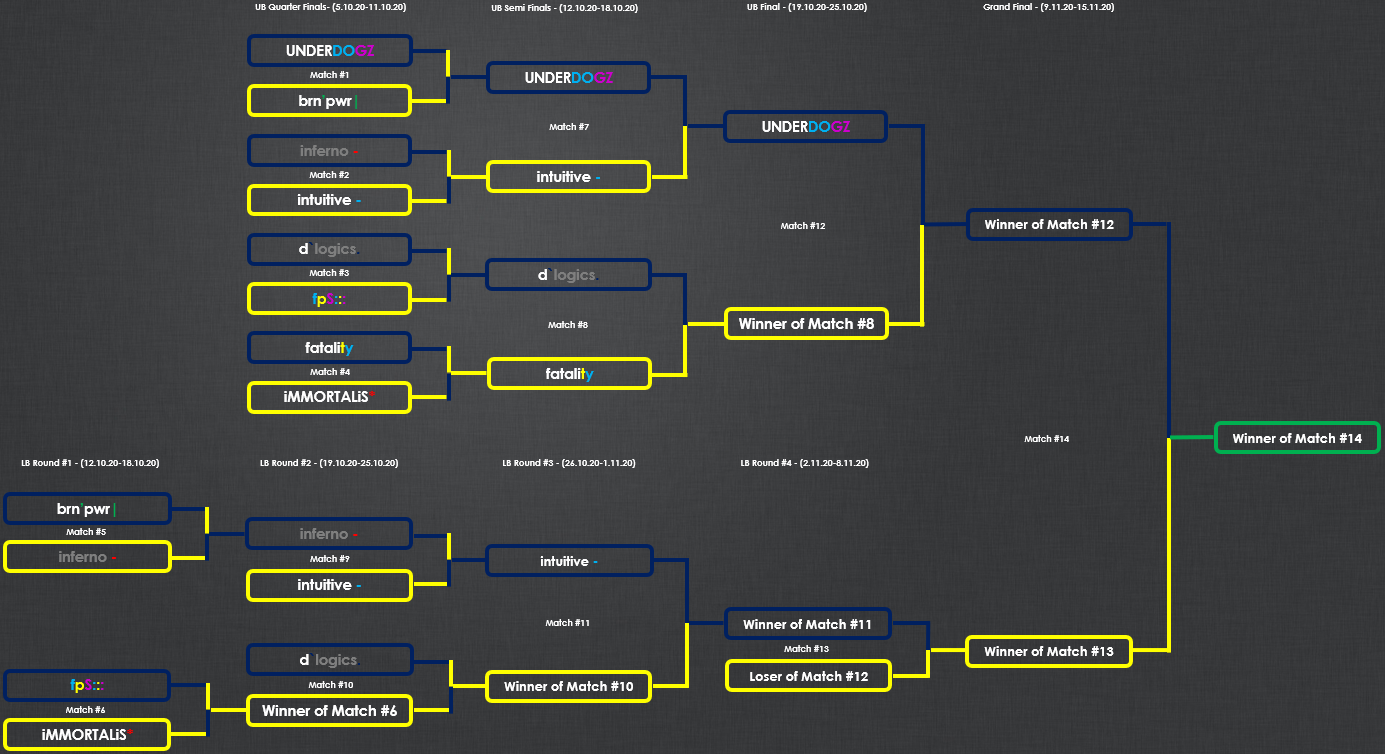 UB Quarter Finals- (5.10.20-11.10.20)
UB Semi Finals - (12.10.20-18.10.20)
UB Final - (19.10.20-25.10.20)
Grand Final - (9.11.20-15.11.20)
UNDERDOGZ
Match #1
brn'pwr|
inferno -
Match #2
intuitive -
d`logics.
Match #3
fpS:::
fatality
Match #4
iMMORTALiS*
UNDERDOGZ
Match #7
intuitive -
d`logics.
Match #8
fatality
UNDERDOGZ
Match #12
Winner of Match #8
Winner of Match #12
Match #14
Winner of Match #14
LB Round #1 - (12.10.20-18.10.20)
LB Round #2 - (19.10.20-25.10.20)
LB Round #3 - (26.10.20-1.11.20)
LB Round #4 - (2.11.20-8.11.20)
brn'pwr|
Match #5
inferno -
fpS:::
Match #6
iMMORTALiS*
inferno -
Match #9
intuitive -
d`logics.
Match #10
Winner of Match #6
intuitive -
Match #11
Winner of Match #10
Winner of Match #11
Match #13
Loser of Match #12
Winner of Match #13